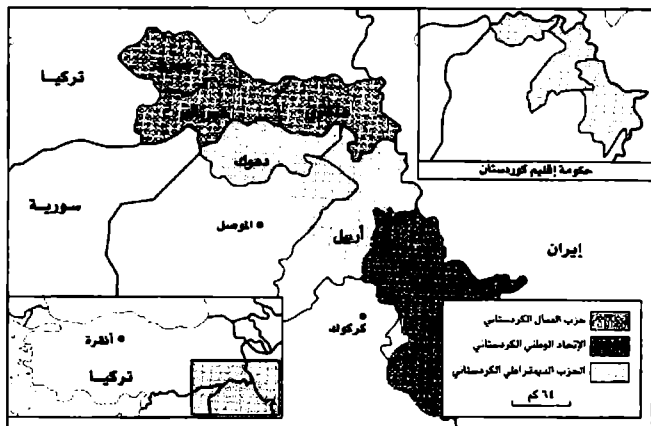 تركيا
سورية
دهوك
الموصل
أربيل
كركوك
إيران
حكومة إقليم كوردستان
أنقرة
تركيا
حزب العمال الكردستاني
الإتحاد الوطني الكردستاني
الحزب الديمقراطي الكردستاني
٦٤ كم